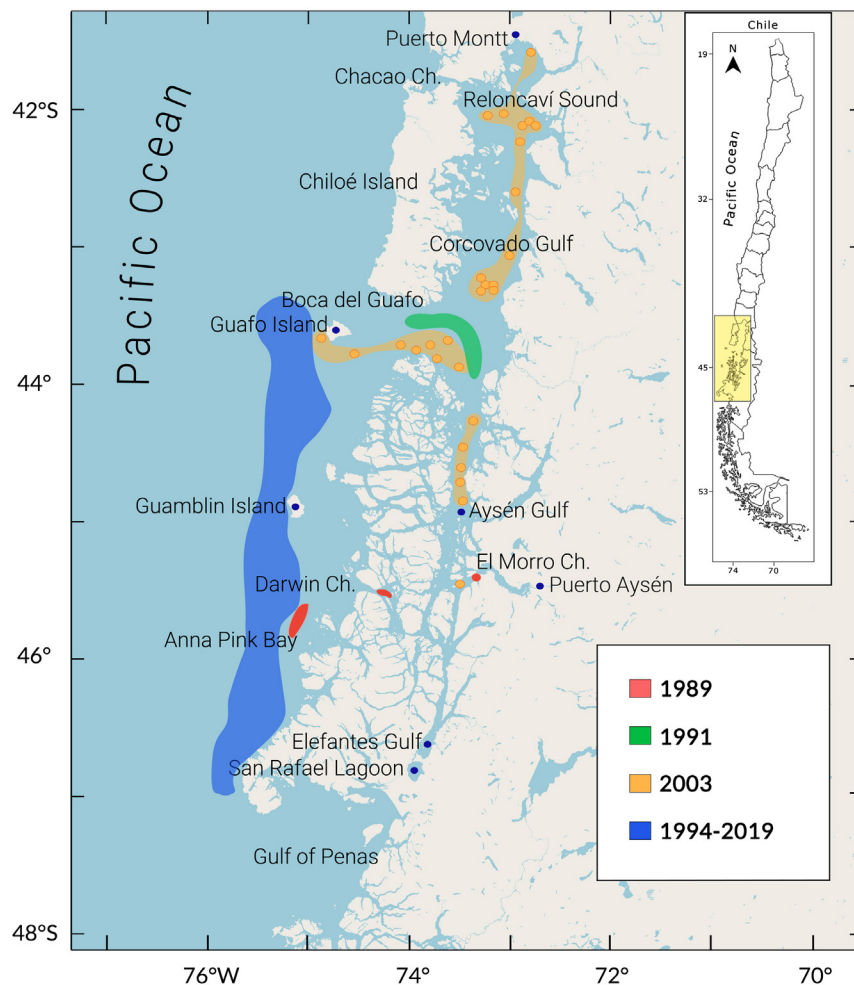 Puerto Montt
Chacao Ch.
Reloncaví Sound
42°S
Chiloé Island
Corcovado Gulf
Boca del Guafo
Guafo Island
Pacific Ocean
44°
Guamblin Island
Aysén Gulf
El Morro Ch.
Darwin Ch.
Puerto Aysén
Anna Pink Bay
46°
Elefantes Gulf
San Rafael Lagoon
Gulf of Penas
48°S
76°W
74°
72°
70°
Chile
19
N
Pacific Ocean
32
45
53
74
70
1989
1991
2003
1994-2019